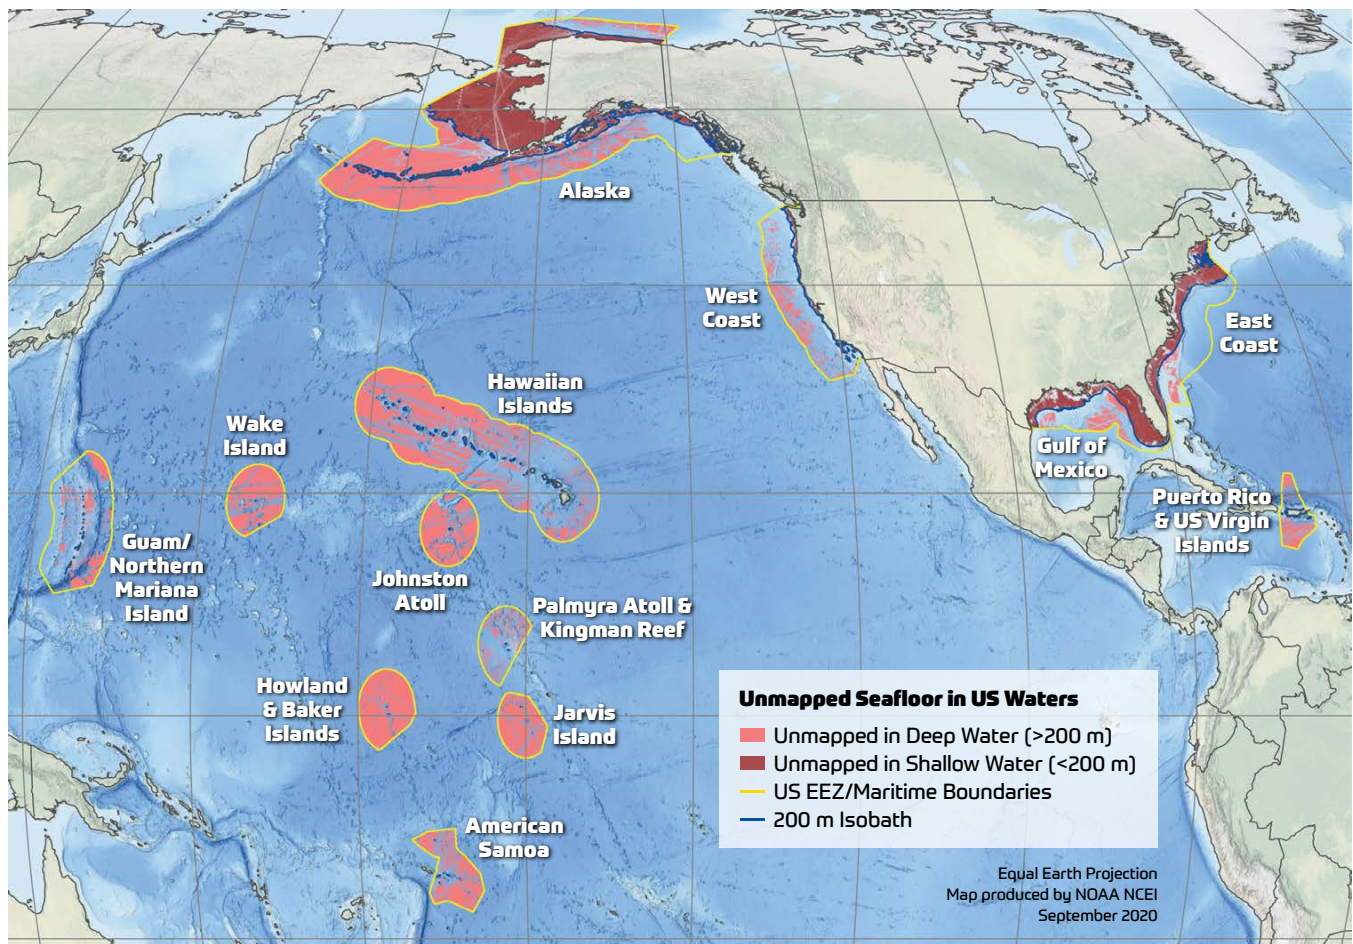 Alaska
West
Coast
East
Coast
Hawaiian
Islands
Wake
Island
Gulf of
Mexico
Puerto Rico
& US Virgin
Islands
Guam/
Northern
Mariana
Island
Johnston
Atoll
Palmyra Atoll &
Kingman Reef
Howland
& Baker
Islands
Jarvis
Island
American
Samoa
Unmapped Seafloor in US Waters
Unmapped in Deep Water (>200 m)
Unmapped in Shallow Water (<200 m)
US EEZ/Maritime Boundaries
200 m Isobath
Equal Earth Projection
Map produced by NOAA NCEI
September 2020